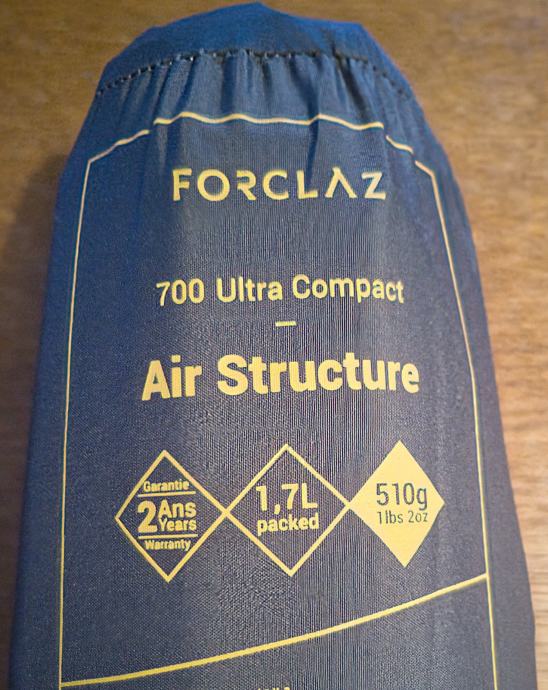 FORCLAZ
700 Ultra Compact
Air Structure
Garantie
2 Ans
Years
Warranty
1,7L
packed
510g
1lbs 2oz